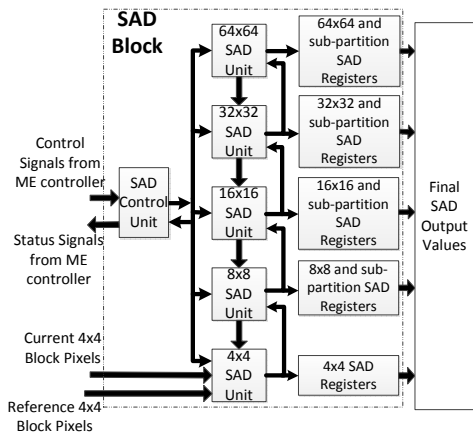 SAD
Block
64x64
SAD
Unit
64x64 and
sub-partition
SAD
Registers
32x32
SAD
Unit
32x32 and
sub-partition
SAD
Registers
Control
Signals from
ME controller
SAD
Control
Unit
16x16
SAD
Unit
16x16 and
sub-partition
SAD
Registers
Final
SAD
Output
Values
Status Signals
from ME
controller
8x8
SAD
Unit
8x8 and sub-
partition SAD
Registers
Current 4x4
Block Pixels
4x4
SAD
Unit
4x4 SAD
Registers
Reference 4x4
Block Pixels